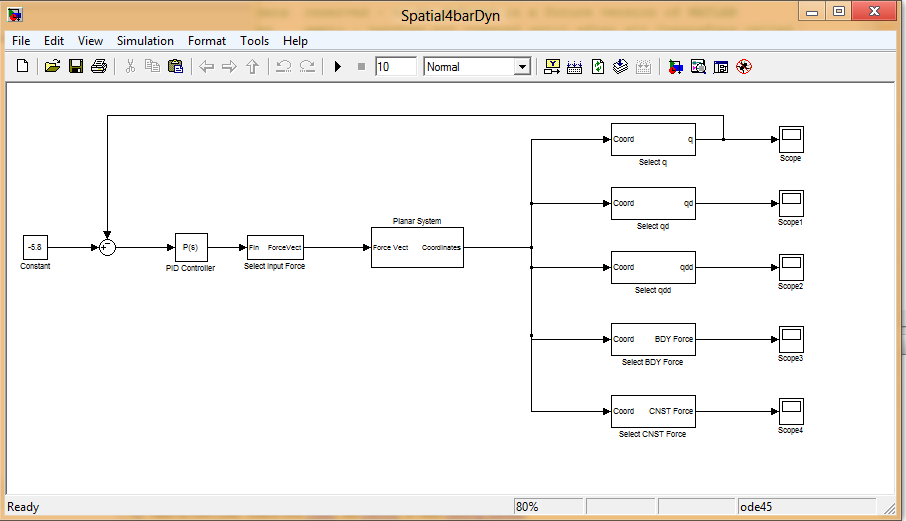 Spatial4barDyn
File Edit View Simulation Format Tools Help
10 Normal
Coord q
Select q
Scope
Coord qd
Select qd
Scope1
Planar System
-5.8
Constant
P(s)
PID Controller
Fin ForceVect
Select Input Force
Force Vect Coordinates
Coord qdd
Select qdd
Scope2
Coord BDY Force
Select BDY Force
Scope3
Coord CNST Force
Select CNST Force
Scope4
Ready 80% ode45